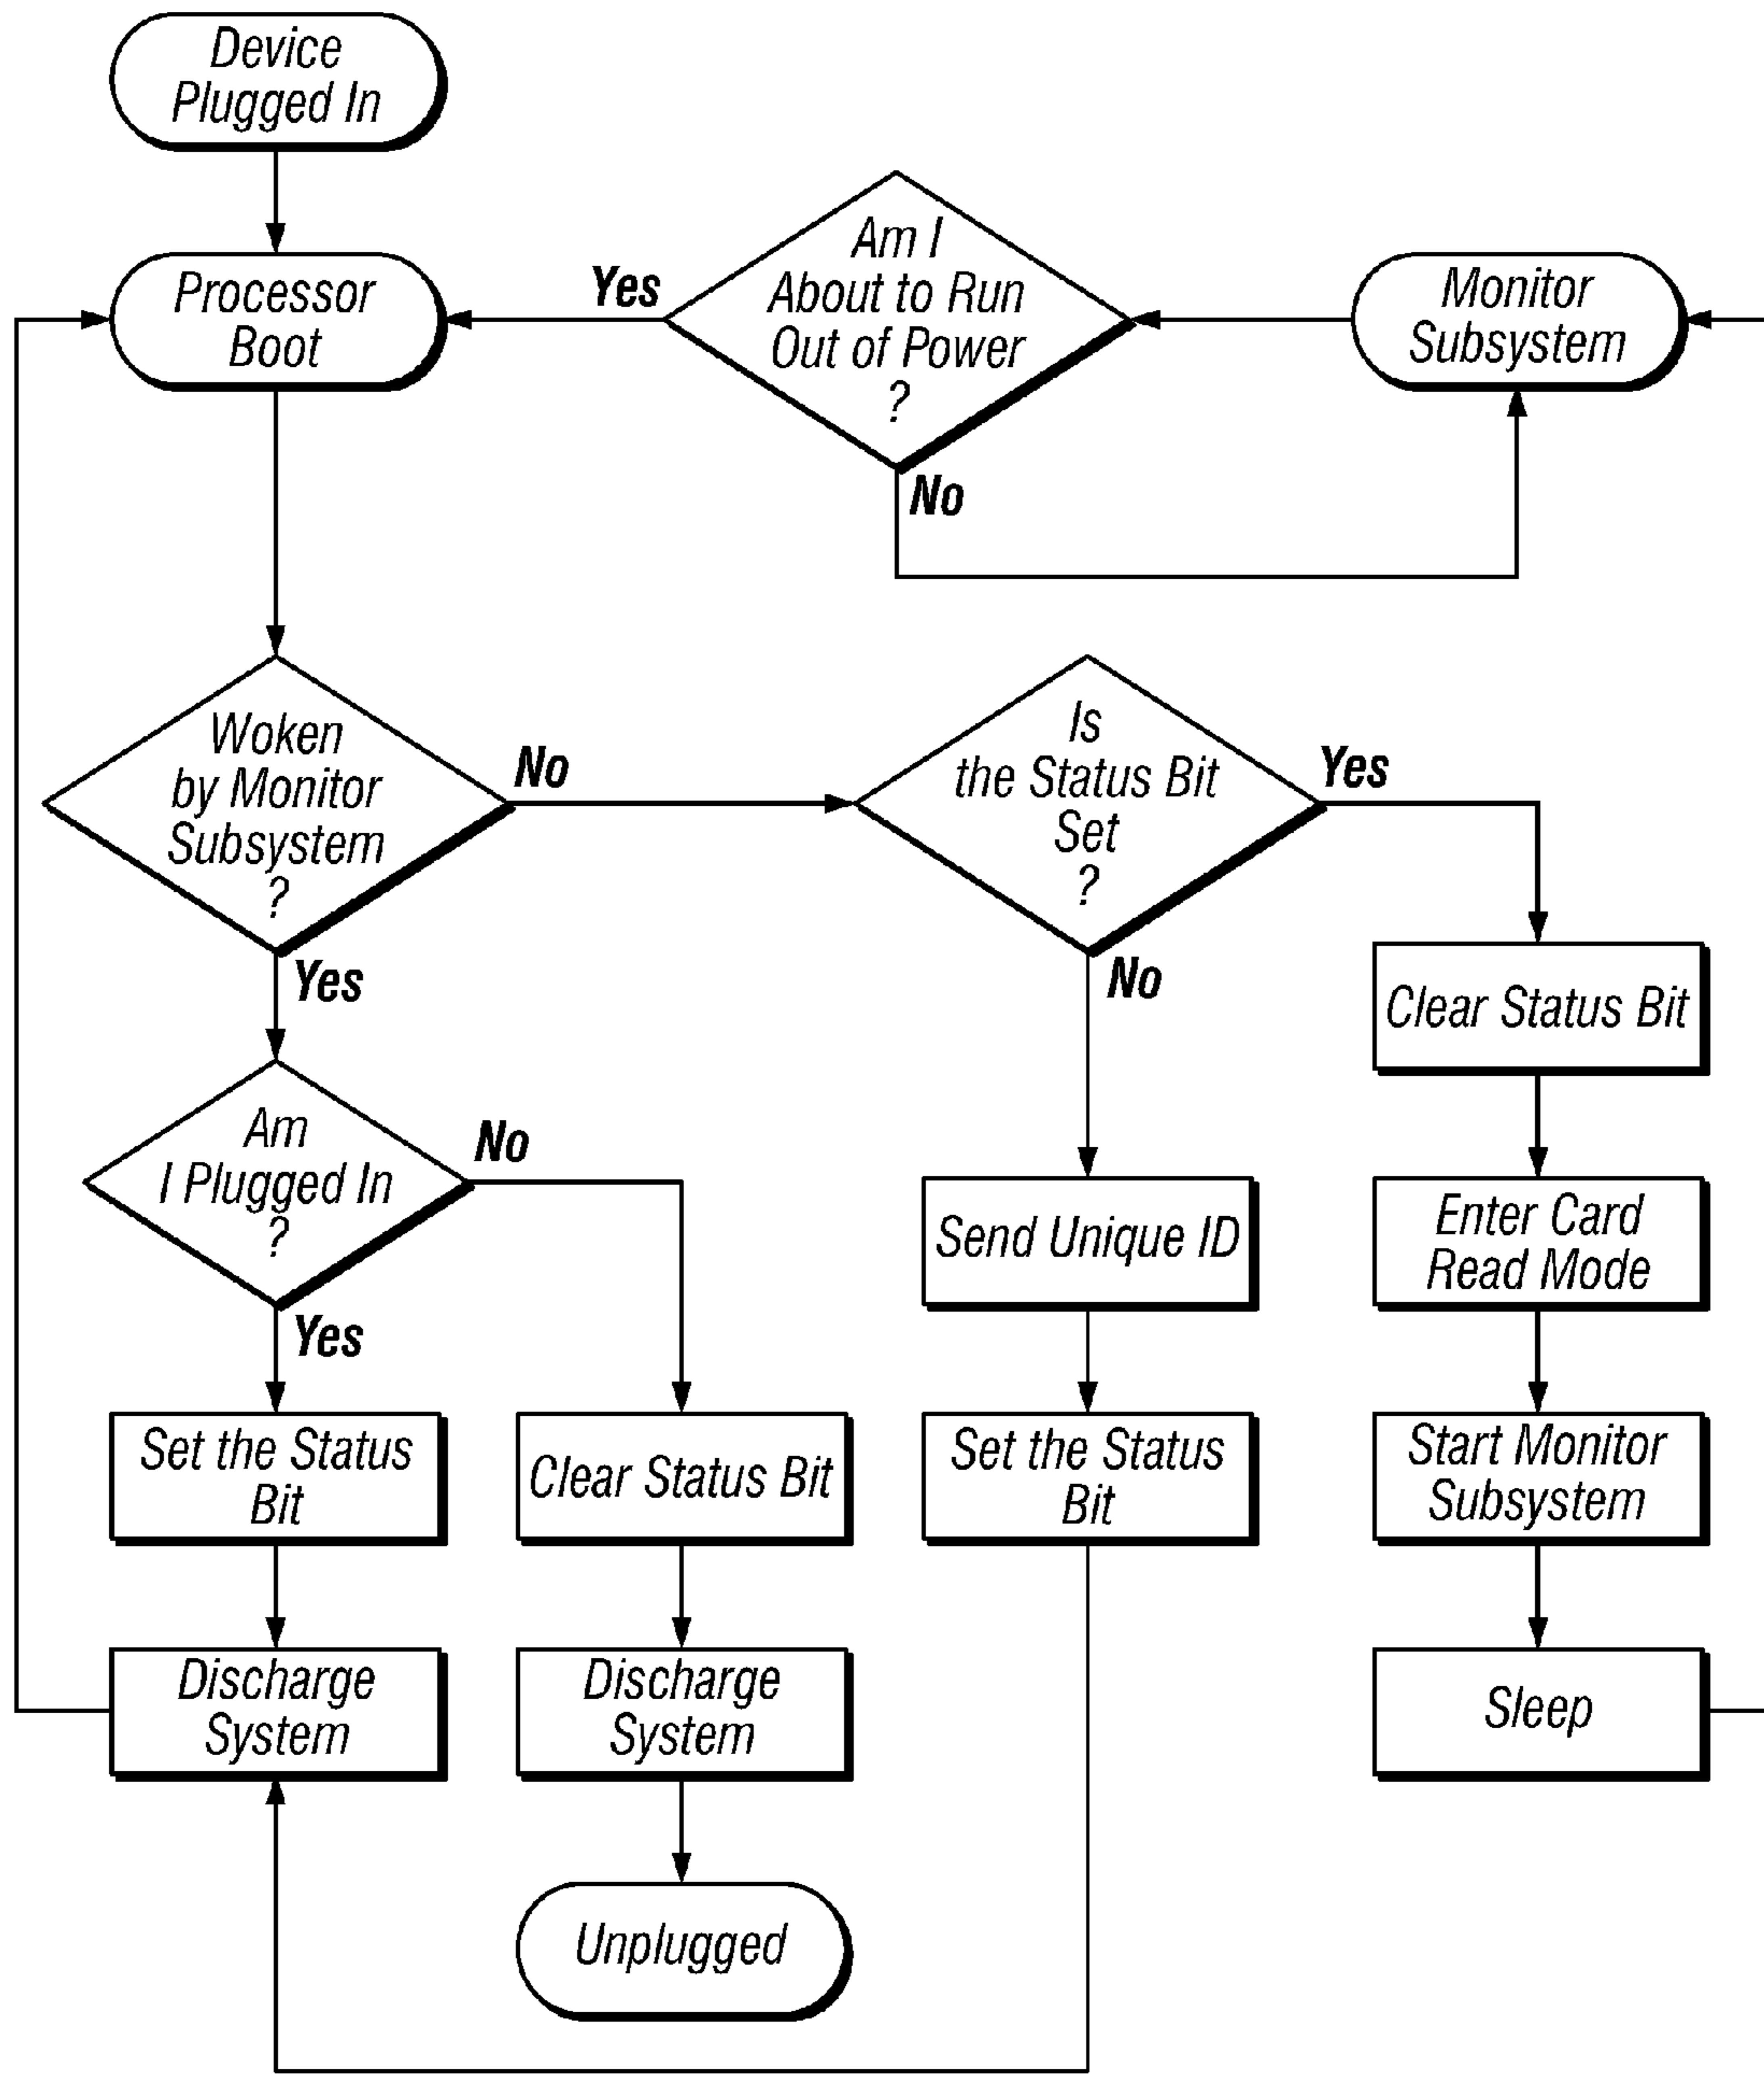 Device
Plugged In
Processor
Boot
Yes
Am I
About to Run
Out of Power
?
No
Monitor
Subsystem
Woken
by Monitor
Subsystem
?
No
Yes
Is
the Status Bit
Set
?
Yes
No
Clear Status Bit
Am
I Plugged In
?
No
Yes
Send Unique ID
Enter Card
Read Mode
Set the Status
Bit
Clear Status Bit
Set the Status
Bit
Start Monitor
Subsystem
Discharge
System
Discharge
System
Sleep
Unplugged